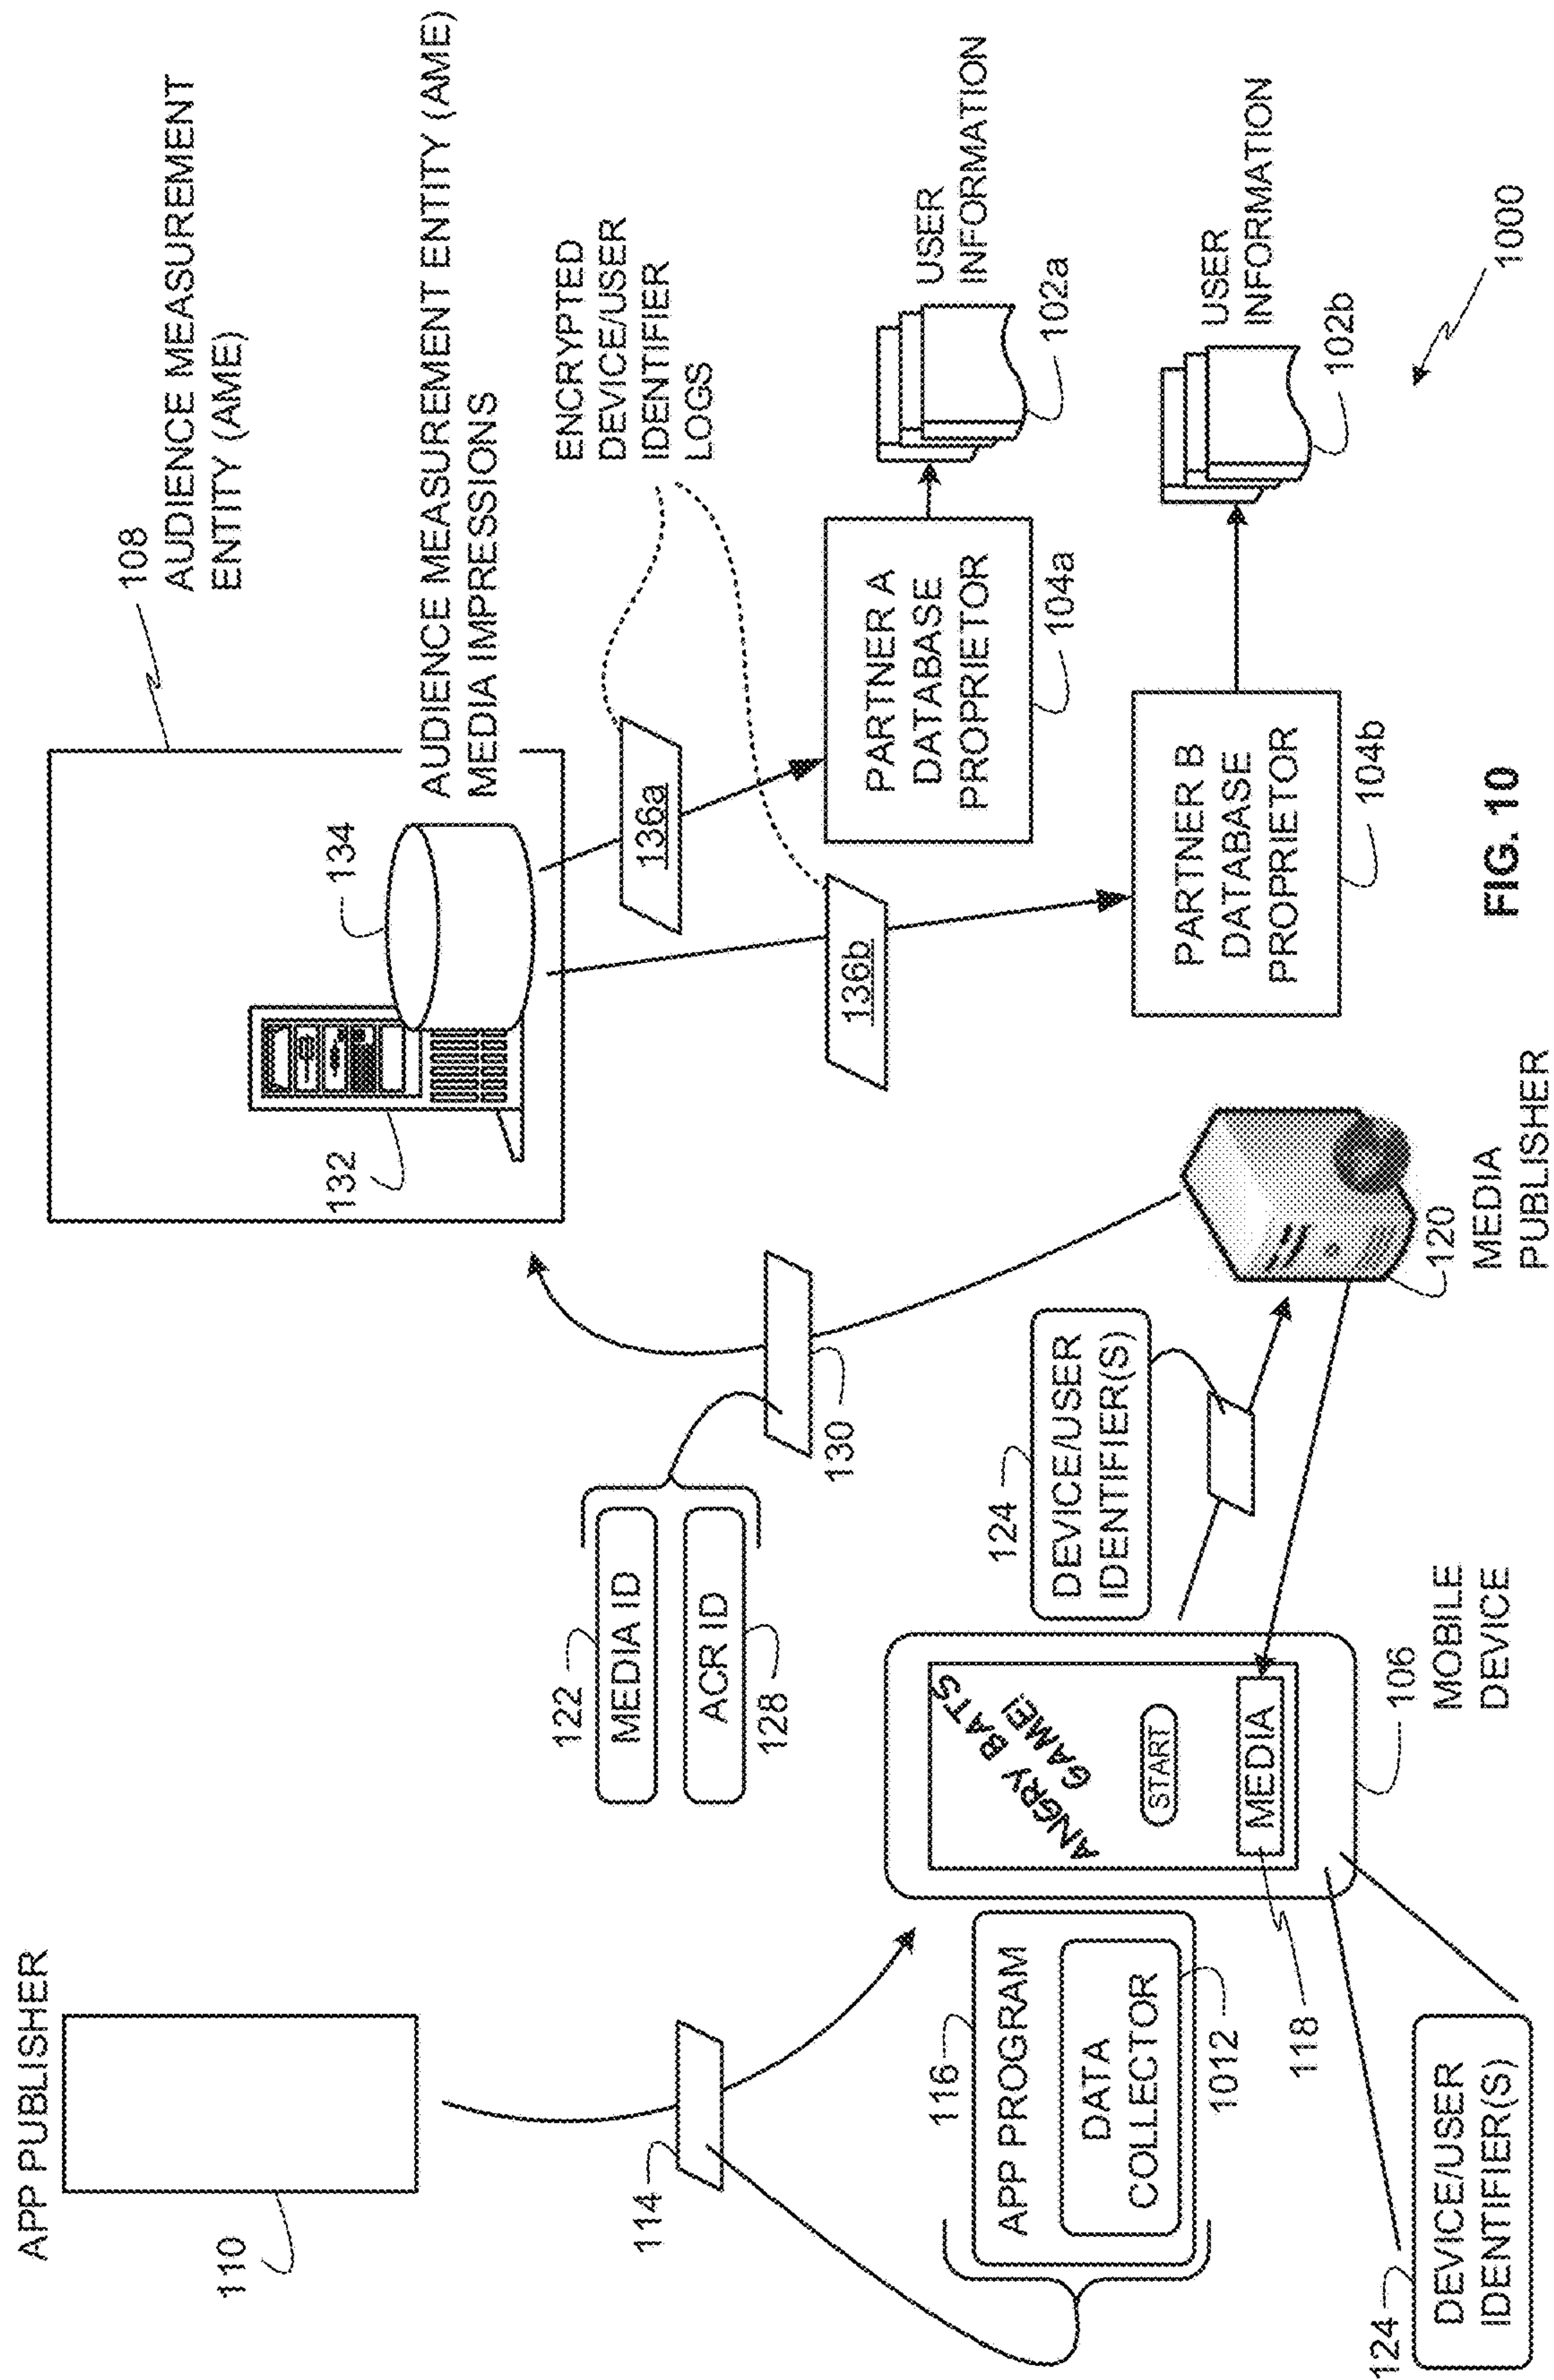 APP PUBLISHER
110
114
116
APP PROGRAM
DATA
COLLECTOR
1012
118
124
DEVICE/USER
IDENTIFIER(S)
ANGRY BATS
GAME!
START
MEDIA
106
MOBILE
DEVICE
122
MEDIA ID
ACR ID
128
130
124
DEVICE/USER
IDENTIFIER(S)
120
MEDIA
PUBLISHER
108
AUDIENCE MEASUREMENT
ENTITY (AME)
132
134
AUDIENCE MEASUREMENT ENTITY (AME)
MEDIA IMPRESSIONS
ENCRYPTED
DEVICE/USER
IDENTIFIER
LOGS
136a
136b
PARTNER A
DATABASE
PROPRIETOR
104a
USER
INFORMATION
102a
PARTNER B
DATABASE
PROPRIETOR
104b
USER
INFORMATION
102b
1000
FIG. 10